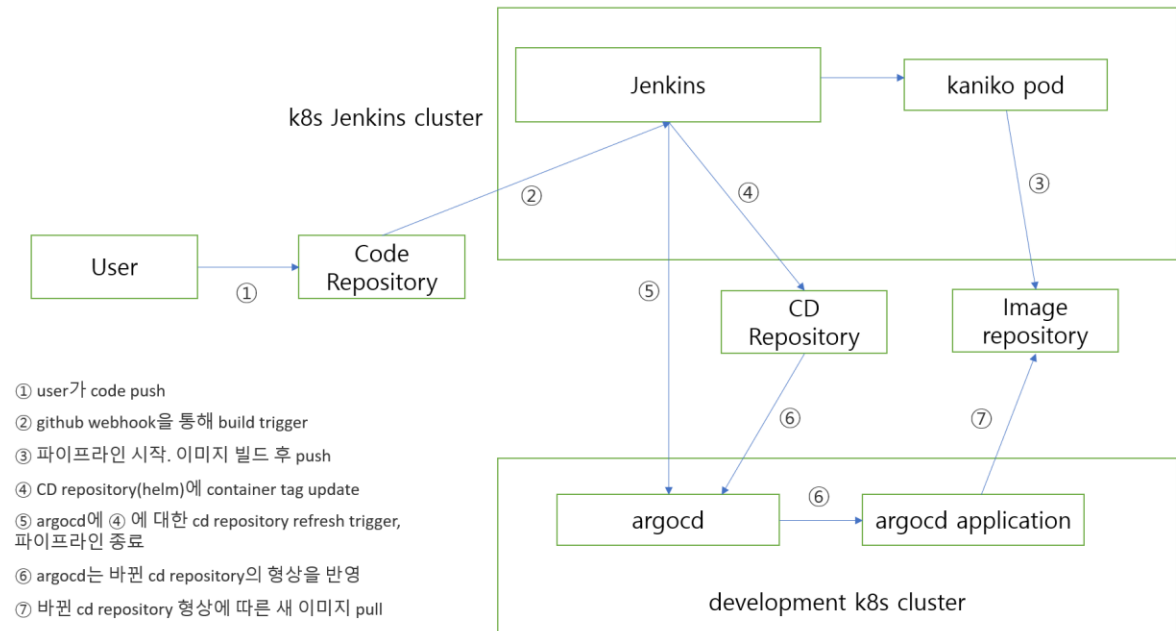 Jenkins
kaniko pod
k8s Jenkins cluster
②
④
③
User
Code
Repository
①
⑤
CD
Repository
Image
repository
⑥
⑦
argocd
⑥
argocd application
development k8s cluster
① user가 code push
② github webhook을 통해 build trigger
③ 파이프라인 시작. 이미지 빌드 후 push
④ CD repository(helm)에 container tag update
⑤ argocd에 ④ 에 대한 cd repository refresh trigger,
파이프라인 종료
⑥ argocd는 바뀐 cd repository의 형상을 반영
⑦ 바뀐 cd repository 형상에 따른 새 이미지 pull